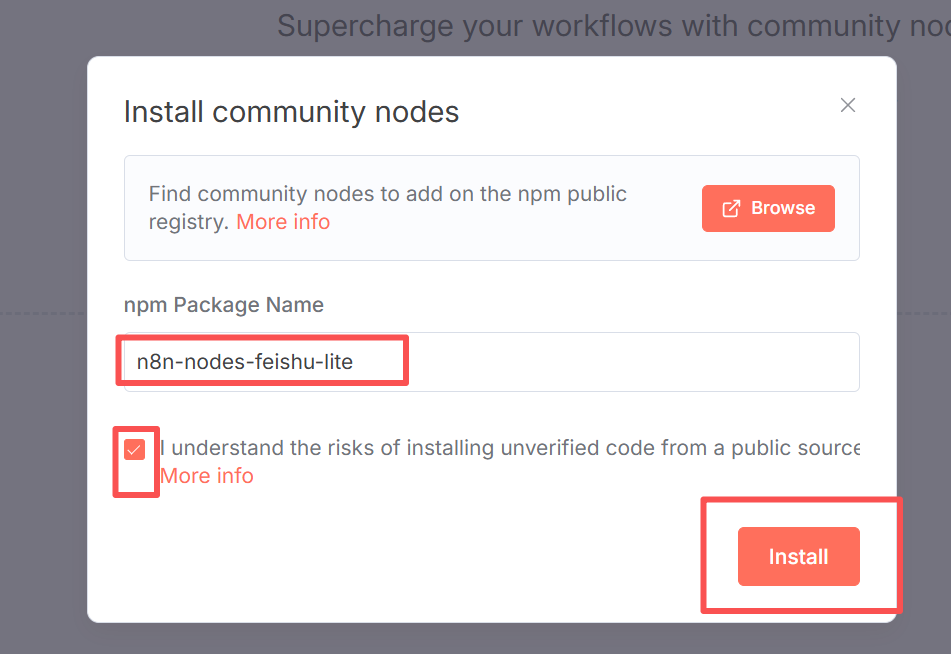 Supercharge your workflows with community
Install community nodes
Find community nodes to add on the npm public
registry. More info
Browse
npm Package Name
n8n-nodes-feishu-lite
I understand the risks of installing unverified code from a public source
More info
Install